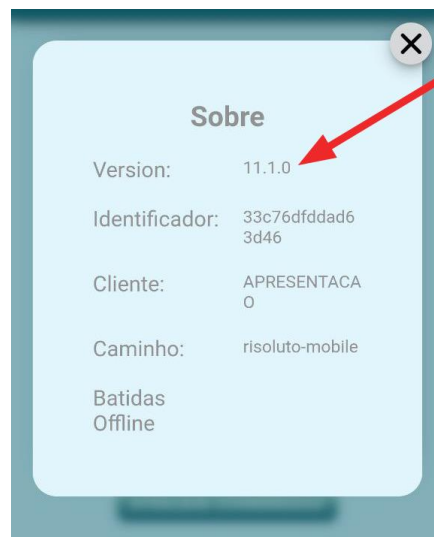 Sobre
Version: 11.1.0
Identificador: 33c76dfddad6
3d46
Cliente: APRESENTACA
O
Caminho: risoluto-mobile
Batidas
Offline